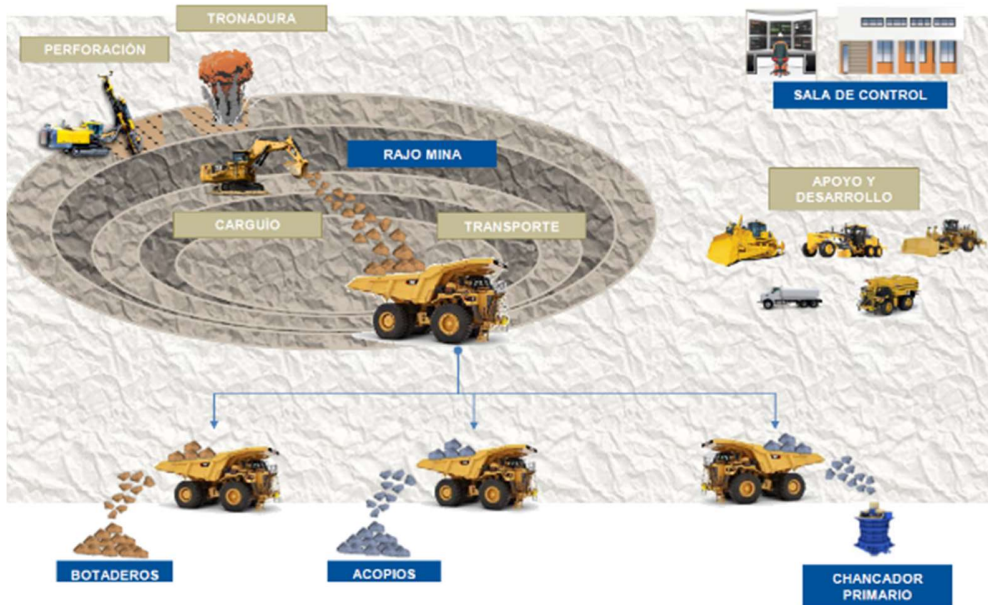 TRONADURA
PERFORACIÓN
SALA DE CONTROL
RAJO MINA
APOYO Y
DESARROLLO
CARGUÍO
TRANSPORTE
BOTADEROS
ACOPIOS
CHANCADOR
PRIMARIO